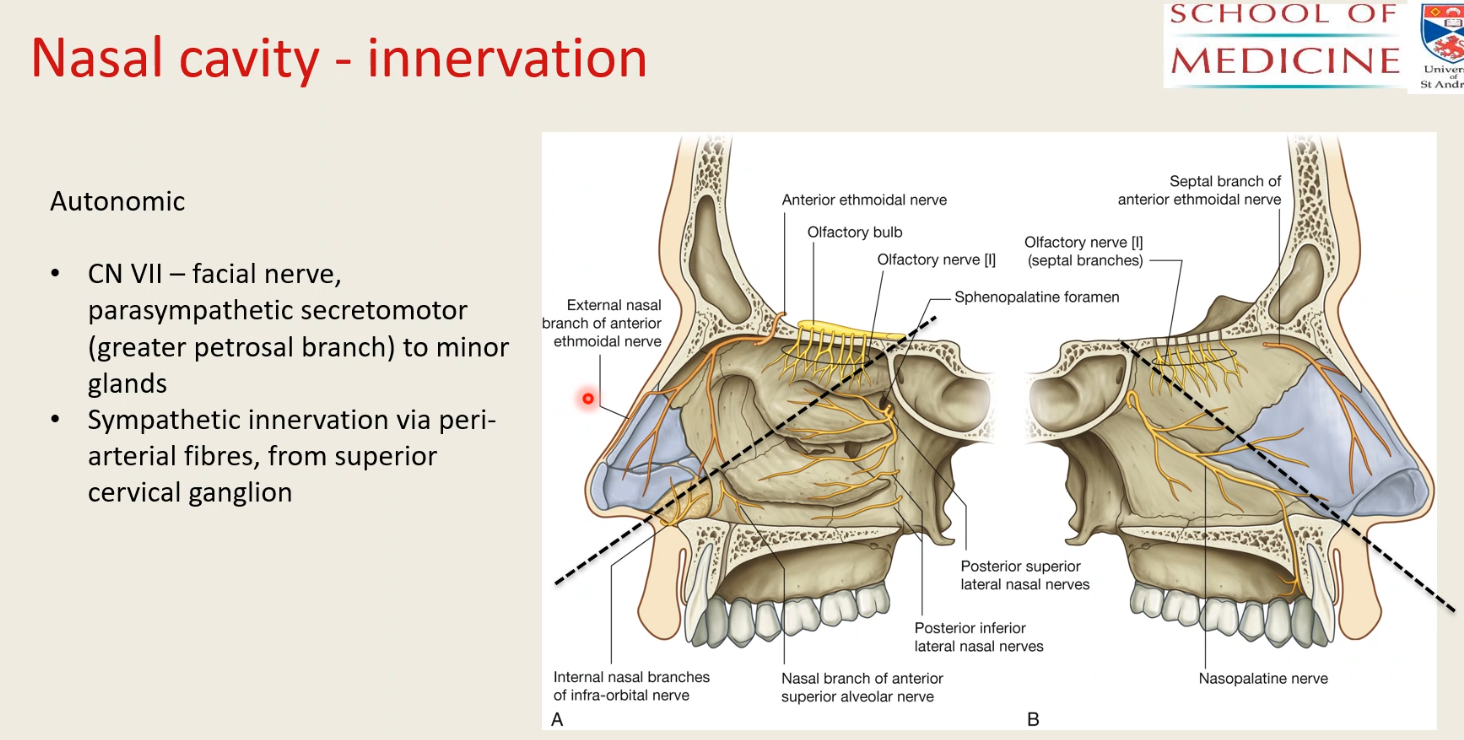 Nasal cavity - innervation
SCHOOL OF
MEDICINE
of
Autonomic
• CN VII – facial nerve,
parasympathetic secretomotor
(greater petrosal branch) to minor
glands
• Sympathetic innervation via peri-
arterial fibres, from superior
cervical ganglion
Anterior ethmoidal nerve
Olfactory bulb
Olfactory nerve [I]
Sphenopalatine foramen
External nasal
branch of anterior
ethmoidal nerve
Septal branch of
anterior ethmoidal nerve
Olfactory nerve [I]
(septal branches)
Posterior superior
lateral nasal nerves
Posterior inferior
lateral nasal nerves
Internal nasal branches
of infra-orbital nerve
Nasal branch of anterior
superior alveolar nerve
Nasopalatine nerve
A
B